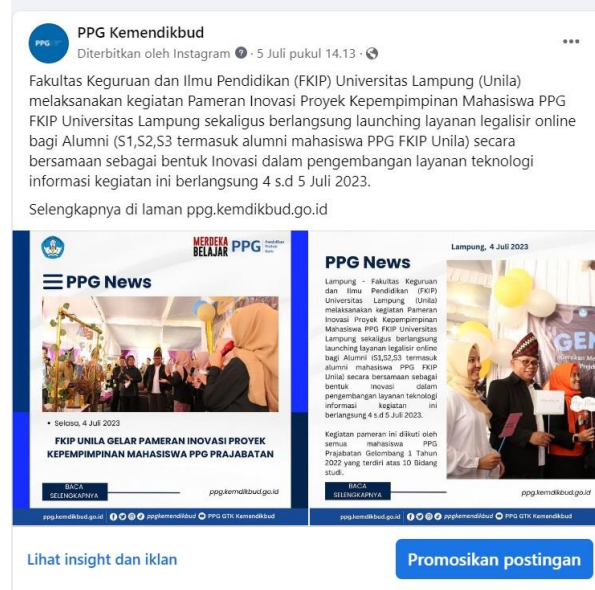 PPG Kemendikbud
Diterbitkan oleh Instagram · 5 Juli pukul 14.13 ·
Fakultas Keguruan dan Ilmu Pendidikan (FKIP) Universitas Lampung (Unila)
melaksanakan kegiatan Pameran Inovasi Proyek Kepempimpinan Mahasiswa PPG
FKIP Universitas Lampung sekaligus berlangsung launching layanan legalisir online
bagi Alumni (S1,S2,S3 termasuk alumni mahasiswa PPG FKIP Unila) secara
bersamaan sebagai bentuk Inovasi dalam pengembangan layanan teknologi
informasi kegiatan ini berlangsung 4 s.d 5 Juli 2023.
Selengkapnya di laman ppg.kemdikbud.go.id
MERDEKA
BELAJAR
PPG
PPG News
• Selasa, 4 Juli 2023
FKIP UNILA GELAR PAMERAN INOVASI PROYEK
KEPEMPIMPINAN MAHASISWA PPG PRAJABATAN
BACA
SELENGKAPNYA
ppg.kemdikbud.go.id
ppg.kemdikbud.go.id ppgkemendikbud PPG GTK Kemendikbud
Lampung, 4 Juli 2023
PPG News
Lampung - Fakultas Keguruan
dan Ilmu Pendidikan (FKIP)
Universitas Lampung (Unila)
melaksanakan kegiatan Pameran
Inovasi Proyek Kepempimpinan
Mahasiswa PPG FKIP Universitas
Lampung sekaligus berlangsung
launching layanan legalisir online
bagi Alumni (S1,S2,S3 termasuk
alumni mahasiswa PPG FKIP
Unila) secara bersamaan sebagai
bentuk Inovasi dalam
pengembangan layanan teknologi
informasi kegiatan ini
berlangsung 4 s.d 5 Juli 2023.
Kegiatan pameran ini diikuti oleh
semua mahasiswa PPG
Prajabatan Gelombang 1 Tahun
2022 yang terdiri atas 10 Bidang
studi.
BACA
SELENGKAPNYA
ppg.kemdikbud.go.id
ppg.kemdikbud.go.id ppgkemendikbud PPG GTK Kemendikbud
Lihat insight dan iklan
Promosikan postingan